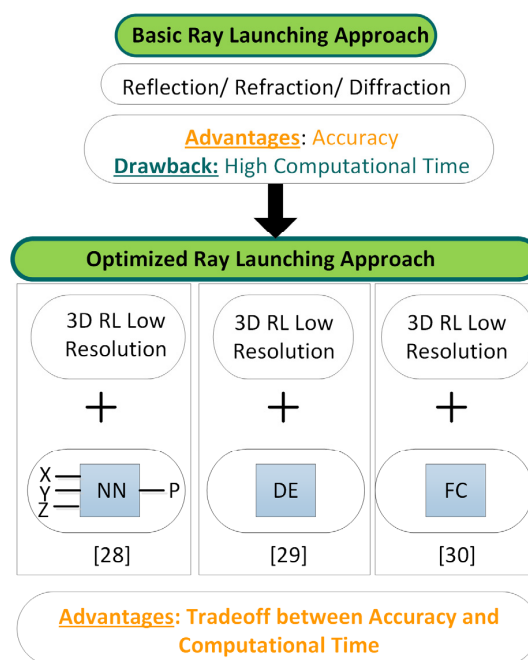 Basic Ray Launching Approach
Reflection/ Refraction/ Diffraction
Advantages: Accuracy
Drawback: High Computational Time
Optimized Ray Launching Approach
3D RL Low
Resolution
3D RL Low
Resolution
3D RL Low
Resolution
+
+
+
X
Y
Z
NN
P
DE
FC
[28]
[29]
[30]
Advantages: Tradeoff between Accuracy and
Computational Time